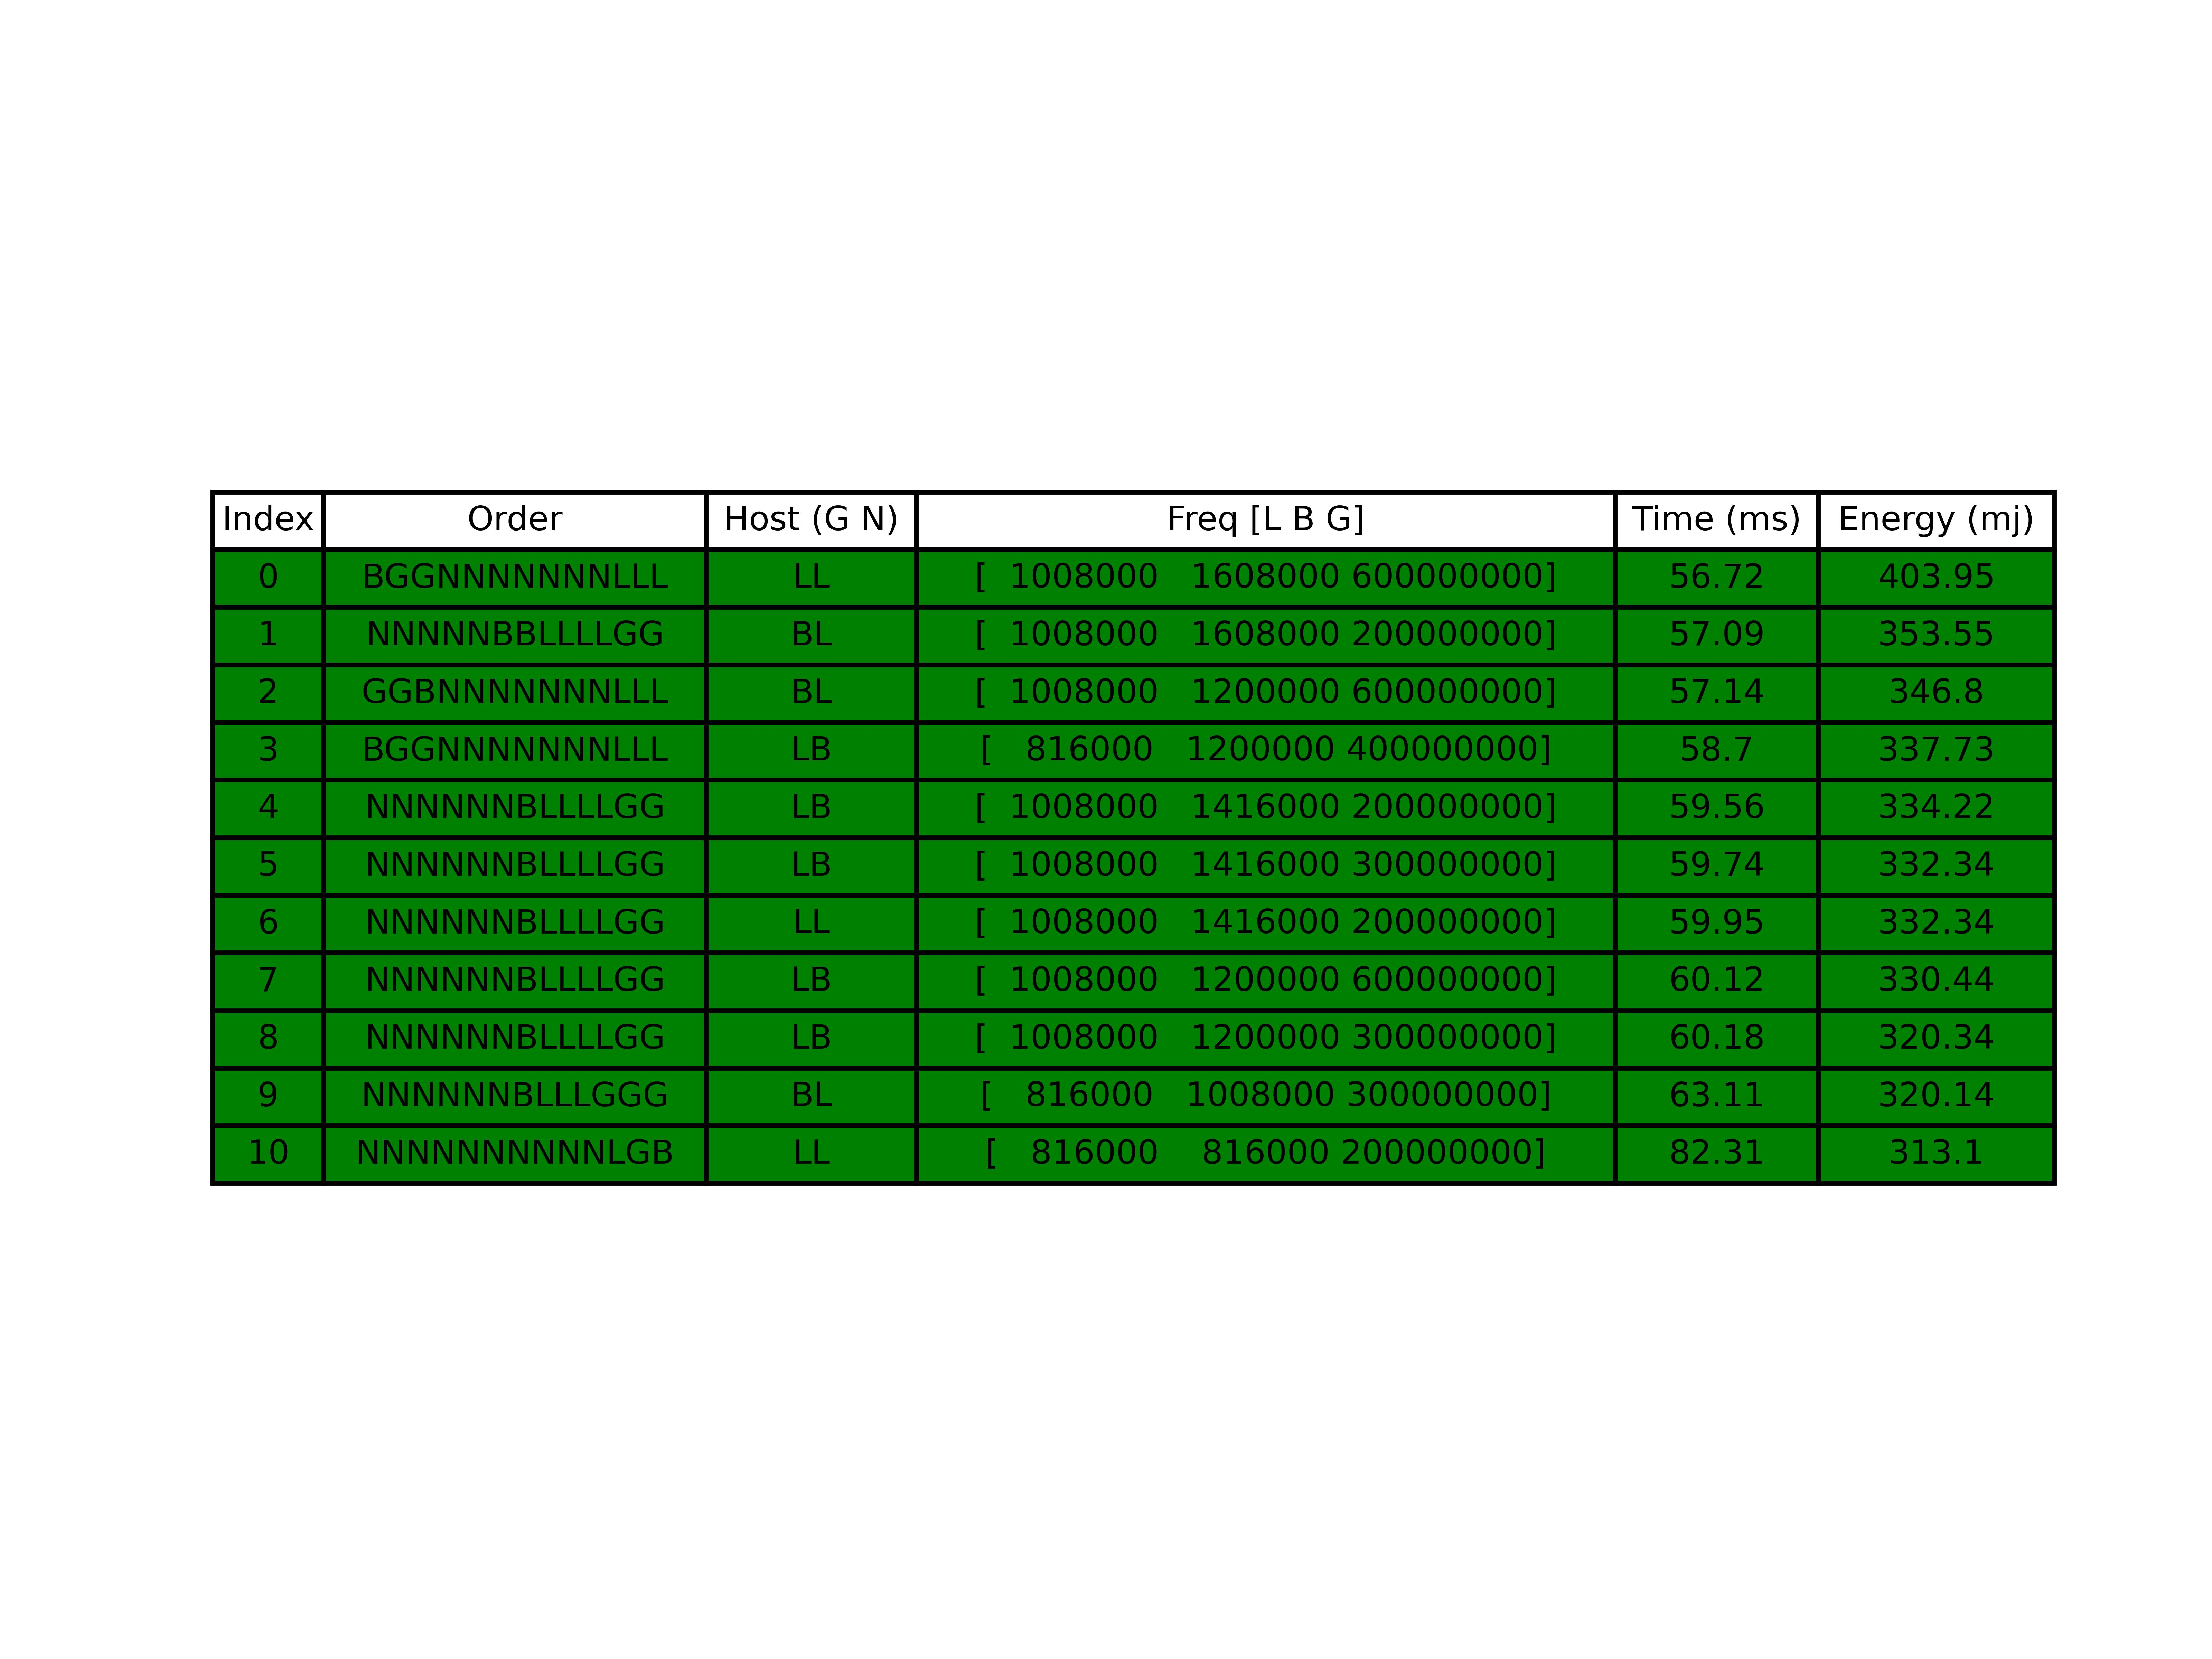 Index Order Host (G N) Freq [L B G] Time (ms) Energy (mj)
0 BGGNNNNNNNLLL LL [ 1008000 1608000 600000000] 56.72 403.95
1 NNNNNBBLLLLGG BL [ 1008000 1608000 200000000] 57.09 353.55
2 GGBNNNNNNNLLL BL [ 1008000 1200000 600000000] 57.14 346.8
3 BGGNNNNNNNLLL LB [ 816000 1200000 400000000] 58.7 337.73
4 NNNNNNBLLLLGG LB [ 1008000 1416000 200000000] 59.56 334.22
5 NNNNNNBLLLLGG LB [ 1008000 1416000 300000000] 59.74 332.34
6 NNNNNNBLLLLGG LL [ 1008000 1416000 200000000] 59.95 332.34
7 NNNNNNBLLLLGG LB [ 1008000 1200000 600000000] 60.12 330.44
8 NNNNNNBLLLLGG LB [ 1008000 1200000 300000000] 60.18 320.34
9 NNNNNNBLLLGGG BL [ 816000 1008000 300000000] 63.11 320.14
10 NNNNNNNNNNLGB LL [ 816000 816000 200000000] 82.31 313.1